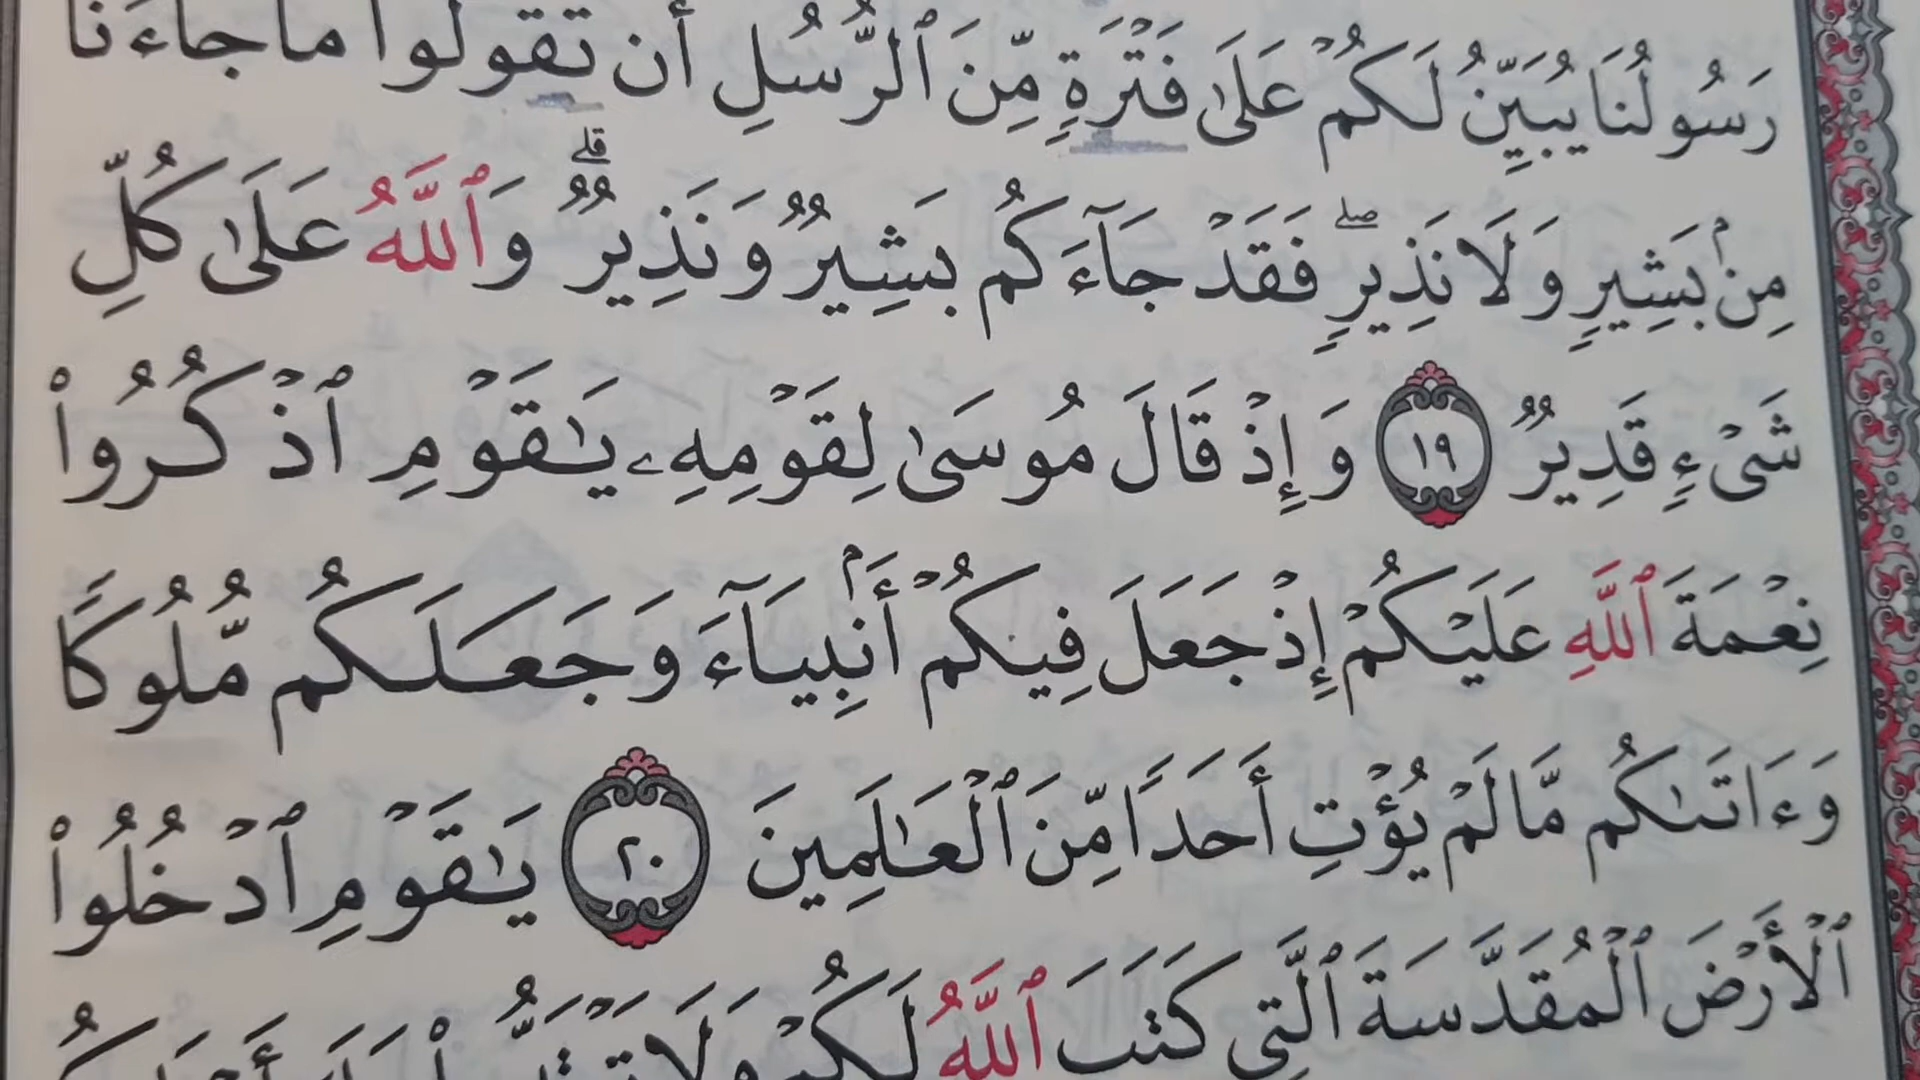 رَسُولُنَا يُبَيِّنُ لَكُمْ عَلَىٰ فَتْرَةٍ مِّنَ ٱلرُّسُلِ أَن تَقُولُوا۟ مَا جَآءَنَا
مِنۢ بَشِيرٍ وَلَا نَذِيرٍ ۖ فَقَدْ جَآءَكُم بَشِيرٌ وَنَذِيرٌ ۗ وَٱللَّهُ عَلَىٰ كُلِّ
شَىْءٍ قَدِيرٌ ١٩ وَإِذْ قَالَ مُوسَىٰ لِقَوْمِهِۦ يَٰقَوْمِ ٱذْكُرُوا۟
نِعْمَةَ ٱللَّهِ عَلَيْكُمْ إِذْ جَعَلَ فِيكُمْ أَنۢبِيَآءَ وَجَعَلَكُم مُّلُوكًا
وَءَاتَىٰكُم مَّا لَمْ يُؤْتِ أَحَدًا مِّنَ ٱلْعَٰلَمِينَ ٢٠ يَٰقَوْمِ ٱدْخُلُوا۟
ٱلْأَرْضَ ٱلْمُقَدَّسَةَ ٱلَّتِى كَتَبَ ٱللَّهُ لَكُمْ وَلَا